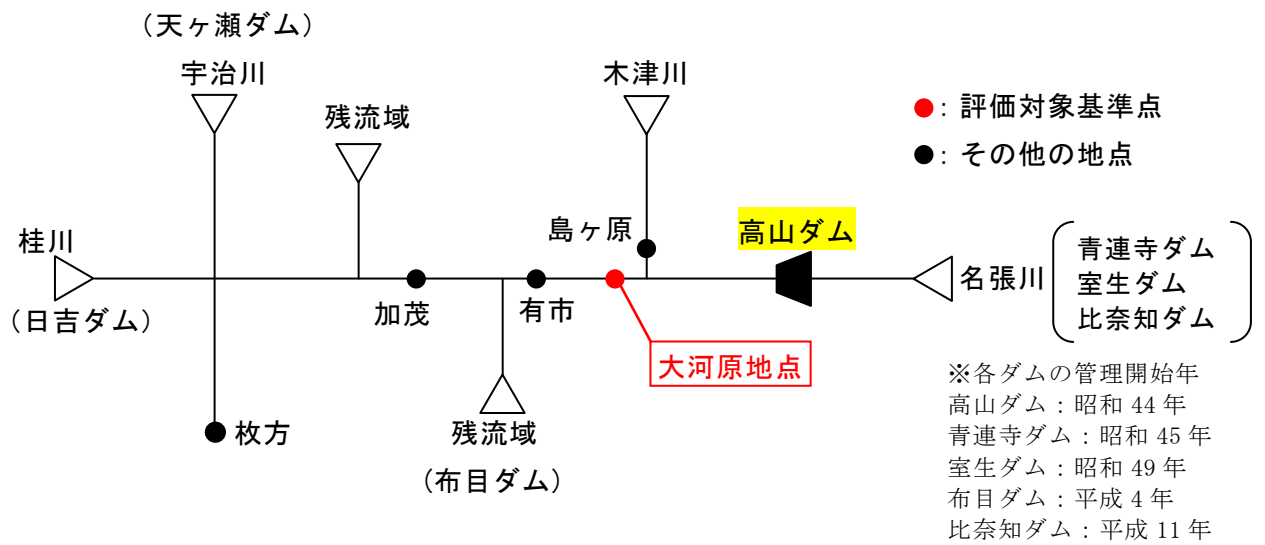 （天ヶ瀬ダム）
宇治川
木津川
残流域
●：評価対象基準点
●：その他の地点
島ヶ原
高山ダム
桂川
（日吉ダム）
加茂
有市
名張川
青連寺ダム
室生ダム
比奈知ダム
大河原地点
枚方
残流域
（布目ダム）
※各ダムの管理開始年
高山ダム：昭和 44 年
青連寺ダム：昭和 45 年
室生ダム：昭和 49 年
布目ダム：平成 4 年
比奈知ダム：平成 11 年